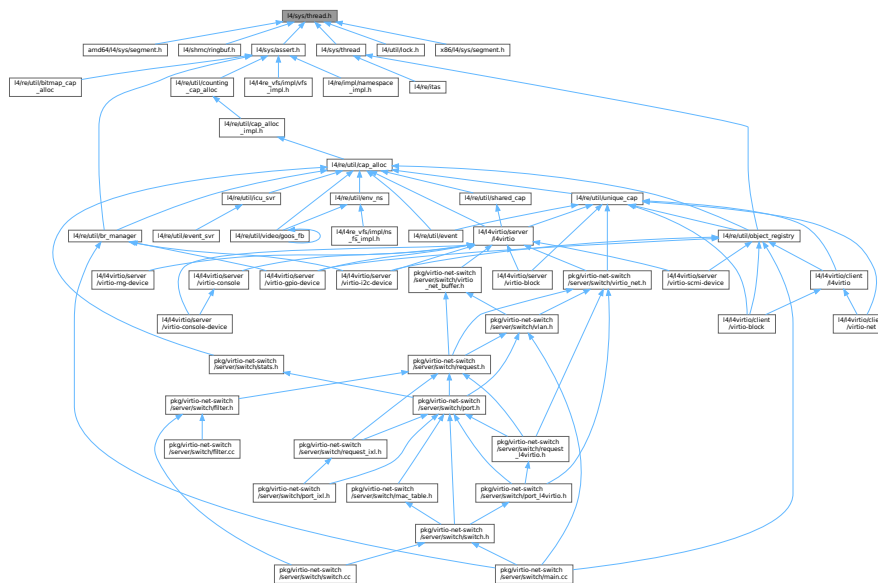 l4/sys/thread.h
amd64/l4/sys/segment.h
l4/shmc/ringbuf.h
l4/sys/assert.h
l4/sys/thread
l4/util/lock.h
x86/l4/sys/segment.h
l4/re/util/bitmap_cap
_alloc
l4/re/util/counting
_cap_alloc
l4/l4re_vfs/impl/vfs
_impl.h
l4/re/impl/namespace
_impl.h
l4/re/itas
l4/re/util/cap_alloc
_impl.h
l4/re/util/cap_alloc
l4/re/util/icu_svr
l4/re/util/env_ns
l4/re/util/shared_cap
l4/re/util/unique_cap
l4/re/util/br_manager
l4/re/util/event_svr
l4/re/util/video/goos_fb
l4/l4re_vfs/impl/ns
_fs_impl.h
l4/re/util/event
l4/l4virtio/server
/l4virtio
l4/re/util/object_registry
l4/l4virtio/server
/virtio-rng-device
l4/l4virtio/server
/virtio-console
l4/l4virtio/server
/virtio-gpio-device
l4/l4virtio/server
/virtio-i2c-device
pkg/virtio-net-switch
/server/switch/virtio
_net_buffer.h
l4/l4virtio/server
/virtio-block
pkg/virtio-net-switch
/server/switch/virtio_net.h
l4/l4virtio/server
/virtio-scmi-device
l4/l4virtio/client
/l4virtio
l4/l4virtio/server
/virtio-console-device
pkg/virtio-net-switch
/server/switch/vlan.h
l4/l4virtio/client
/virtio-block
/virtio-net
pkg/virtio-net-switch
/server/switch/stats.h
pkg/virtio-net-switch
/server/switch/request.h
pkg/virtio-net-switch
/server/switch/filter.h
pkg/virtio-net-switch
/server/switch/port.h
pkg/virtio-net-switch
/server/switch/filter.cc
pkg/virtio-net-switch
/server/switch/request_ixl.h
pkg/virtio-net-switch
/server/switch/request
_l4virtio.h
pkg/virtio-net-switch
/server/switch/port_ixl.h
pkg/virtio-net-switch
/server/switch/mac_table.h
pkg/virtio-net-switch
/server/switch/port_l4virtio.h
pkg/virtio-net-switch
/server/switch/switch.h
pkg/virtio-net-switch
/server/switch/switch.cc
pkg/virtio-net-switch
/server/switch/main.cc